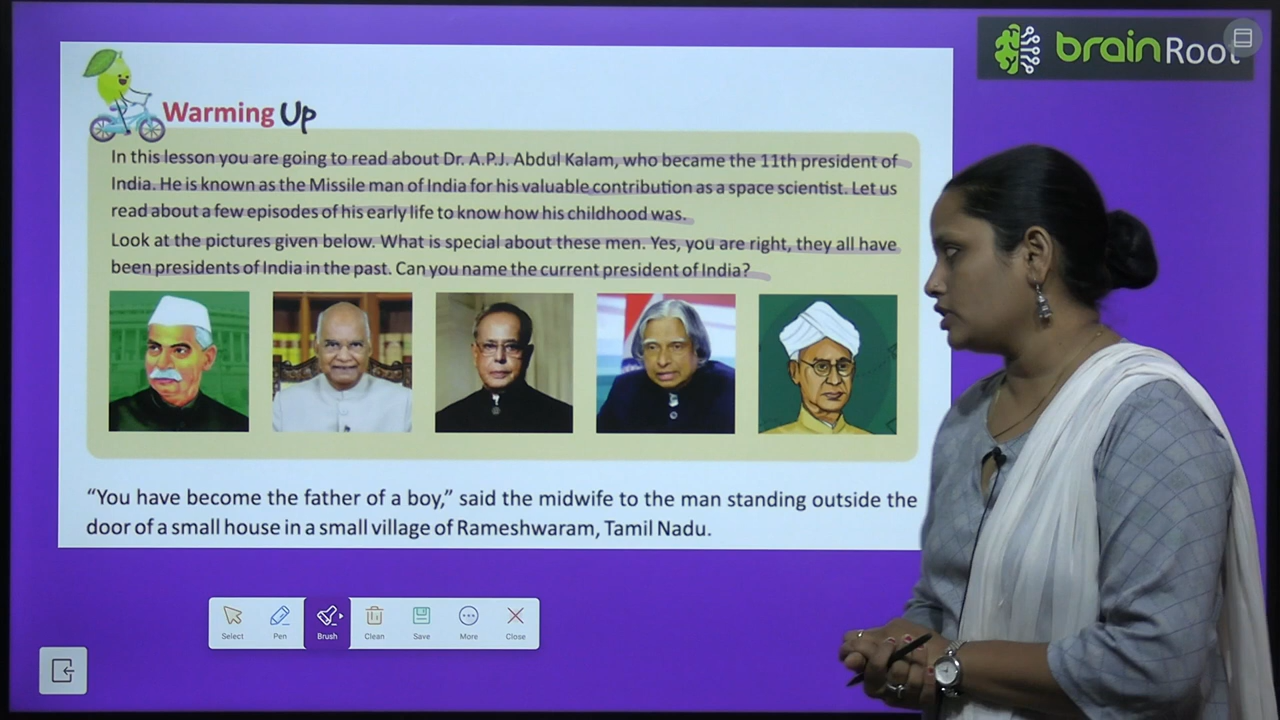 brainRoot
Warming Up
In this lesson you are going to read about Dr. A.P.J. Abdul Kalam, who became the 11th president of
India. He is known as the Missile man of India for his valuable contribution as a space scientist. Let us
read about a few episodes of his early life to know how his childhood was.
Look at the pictures given below. What is special about these men. Yes, you are right, they all have
been presidents of India in the past. Can you name the current president of India?
“You have become the father of a boy,” said the midwife to the man standing outside the
door of a small house in a small village of Rameshwaram, Tamil Nadu.
Select Pen Brush Clean Save More Close